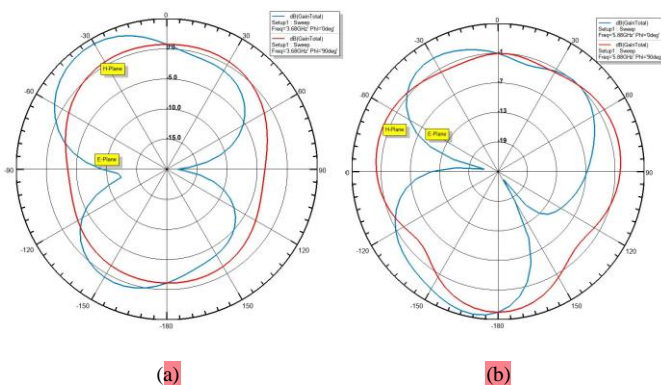 dB(GainTotal)
Setup1 : Sweep
Freq='3.68GHz' Phi='0deg'
dB(GainTotal)
Setup1 : Sweep
Freq='3.68GHz' Phi='90deg'
0
-30
30
-60
60
-90
90
-120
120
-150
150
-180
-5.0
-10.0
-15.0
H-Plane
E-Plane
dB(GainTotal)
Setup1 : Sweep
Freq='5.88GHz' Phi='0deg'
dB(GainTotal)
Setup1 : Sweep
Freq='5.88GHz' Phi='90deg'
0
-30
30
-60
60
90
-120
120
-150
150
-180
-7
-13
-19
H-Plane
E-Plane
(a)
(b)